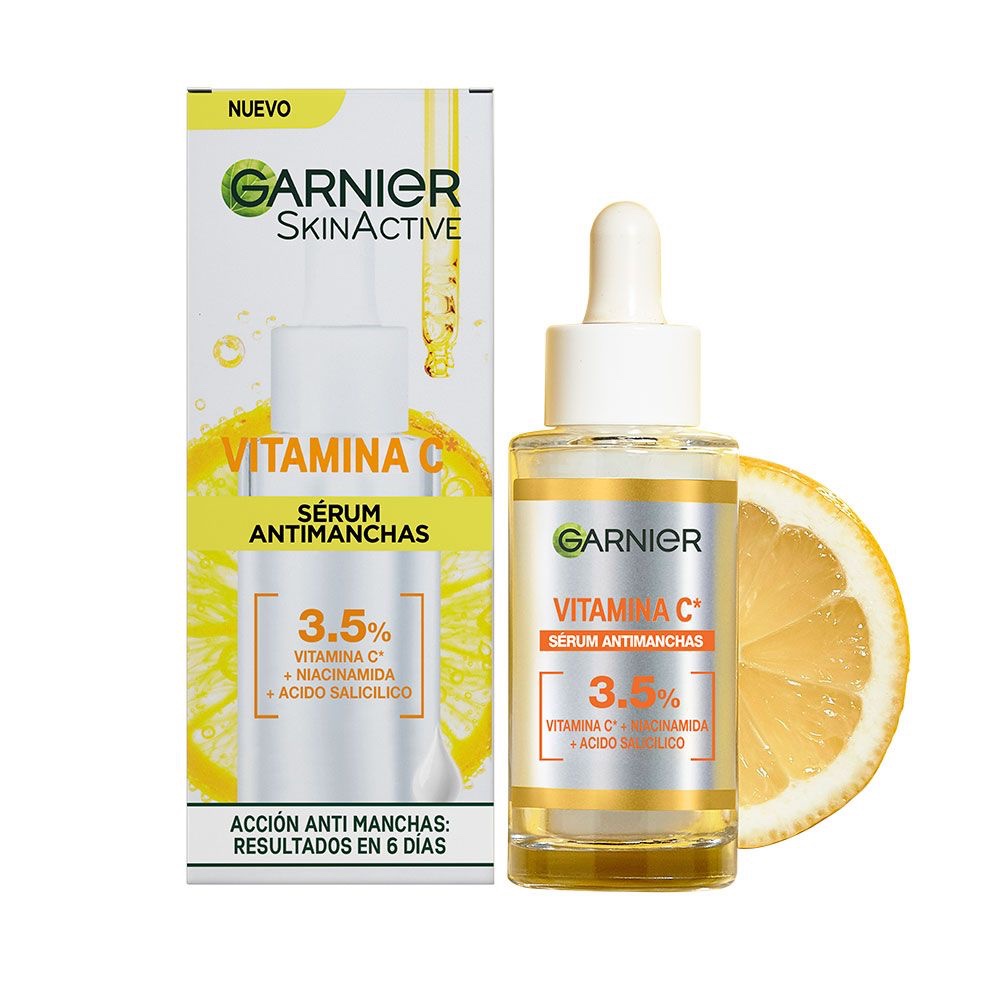 NUEVO
GARNIER
SKINACTIVE
VITAMINA C*
SÉRUM
ANTIMANCHAS
3.5%
VITAMINA C*
+ NIACINAMIDA
+ ACIDO SALICILICO
ACCIÓN ANTI MANCHAS:
RESULTADOS EN 6 DÍAS
GARNIER
VITAMINA C*
SÉRUM ANTIMANCHAS
3.5%
VITAMINA C* + NIACINAMIDA
+ ACIDO SALICILICO